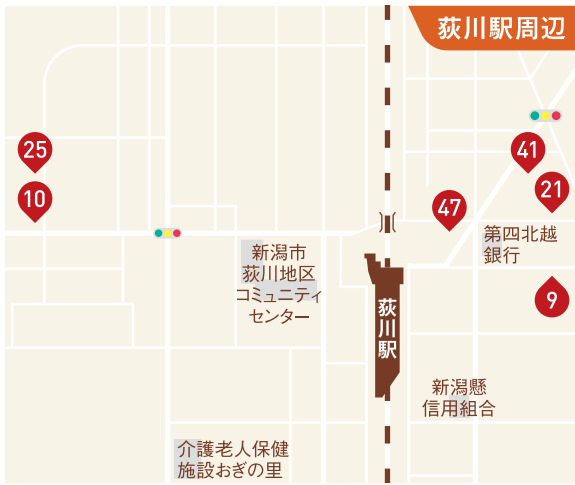 荻川駅周辺
25
41
10
21
47
第四北越
銀行
新潟市
荻川地区
コミュニティ
センター
9
荻川駅
新潟懸
信用組合
介護老人保健
施設おぎの里